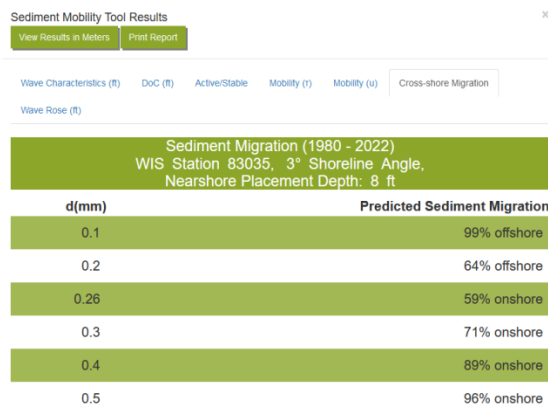 Sediment Mobility Tool Results
×
View Results in Meters Print Report
Wave Characteristics (ft) DoC (ft) Active/Stable Mobility (τ) Mobility (u) Cross-shore Migration
Wave Rose (ft)
Sediment Migration (1980 - 2022)
WIS Station 83035, 3° Shoreline Angle,
Nearshore Placement Depth: 8 ft
d(mm) Predicted Sediment Migration
0.1 99% offshore
0.2 64% offshore
0.26 59% onshore
0.3 71% onshore
0.4 89% onshore
0.5 96% onshore